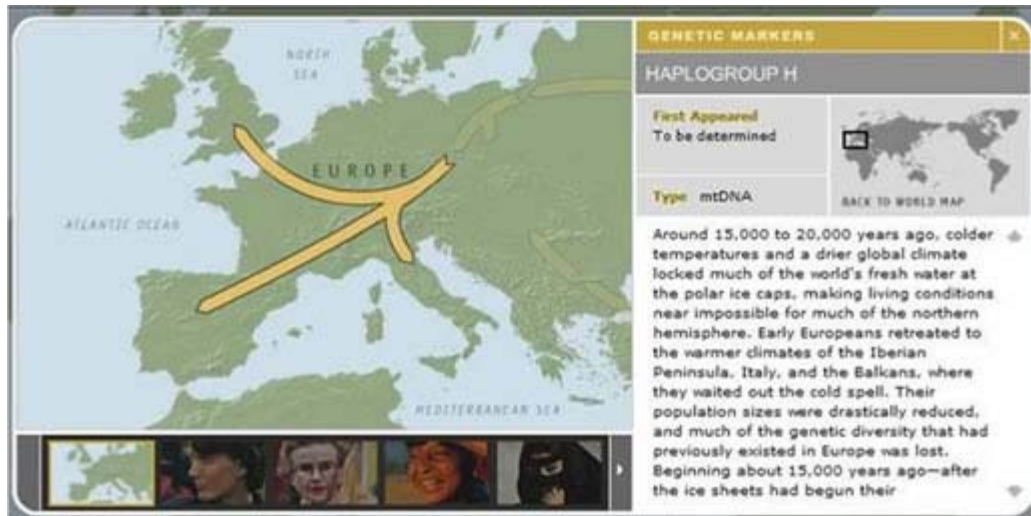 NORTH
SEA
EUROPE
ATLANTIC OCEAN
MEDITERRANEAN SEA
GENETIC MARKERS
×
HAPLOGROUP H
First Appeared
To be determined
Type mtDNA
BACK TO WORLD MAP
Around 15,000 to 20,000 years ago, colder
temperatures and a drier global climate
locked much of the world's fresh water at
the polar ice caps, making living conditions
near impossible for much of the northern
hemisphere. Early Europeans retreated to
the warmer climates of the Iberian
Peninsula, Italy, and the Balkans, where
they waited out the cold spell. Their
population sizes were drastically reduced,
and much of the genetic diversity that had
previously existed in Europe was lost.
Beginning about 15,000 years ago—after
the ice sheets had begun their